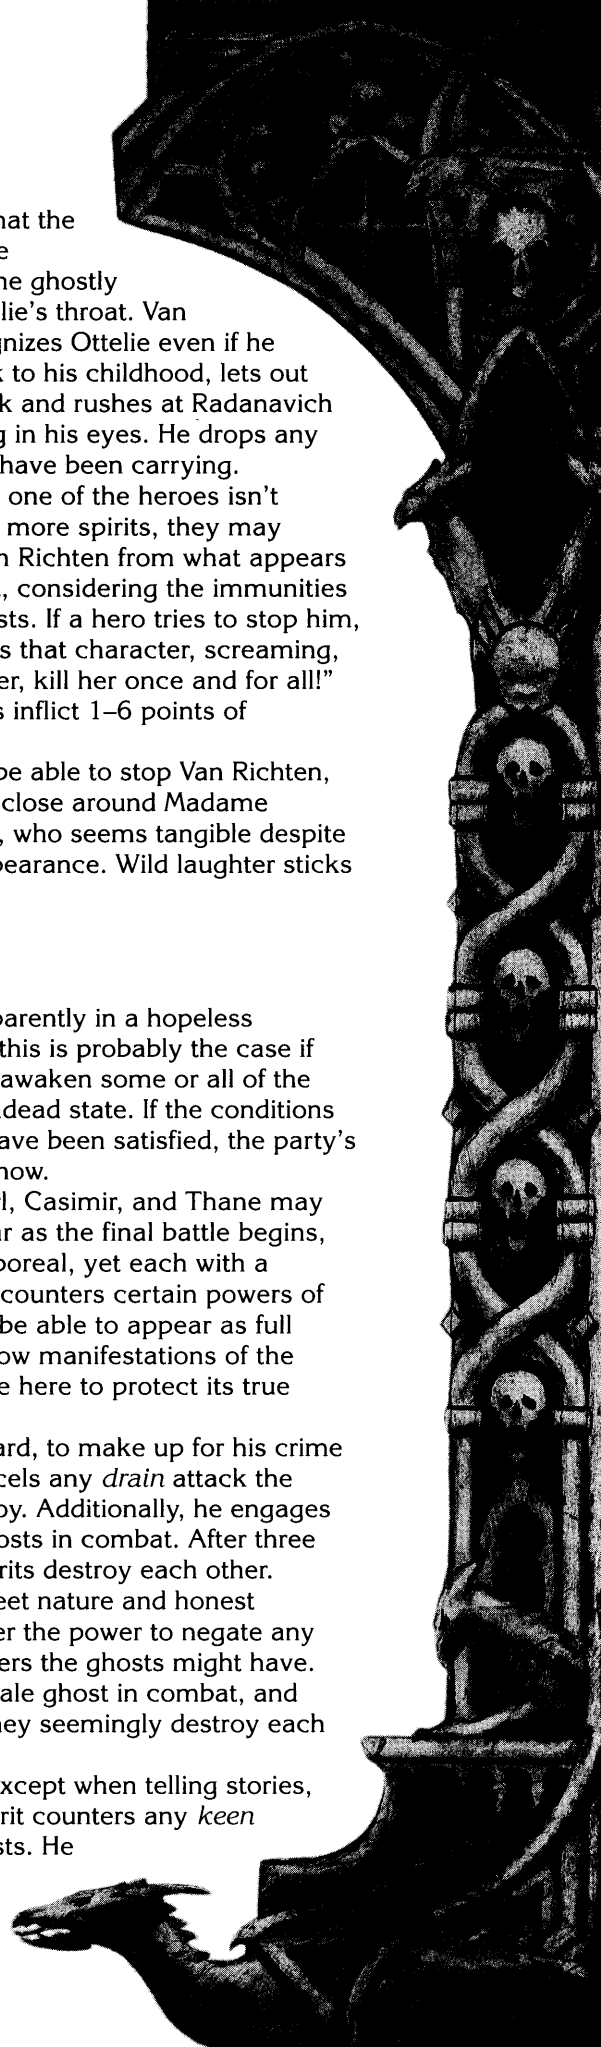 hat the
e
he ghostly
lie's throat. Van
gnizes Ottelie even if he
k to his childhood, lets out
k and rushes at Radanavich
g in his eyes. He drops any
have been carrying.
one of the heroes isn't
more spirits, they may
n Richten from what appears
, considering the immunities
sts. If a hero tries to stop him,
s that character, screaming,
er, kill her once and for all!"
s inflict 1–6 points of
be able to stop Van Richten,
close around Madame
, who seems tangible despite
pearance. Wild laughter sticks
parently in a hopeless
this is probably the case if
awaken some or all of the
ndead state. If the conditions
ave been satisfied, the party's
now.
rl, Casimir, and Thane may
ar as the final battle begins,
poreal, yet each with a
counters certain powers of
be able to appear as full
ow manifestations of the
e here to protect its true
ard, to make up for his crime
cels any drain attack the
oy. Additionally, he engages
osts in combat. After three
rits destroy each other.
eet nature and honest
er the power to negate any
ers the ghosts might have.
ale ghost in combat, and
ney seemingly destroy each
except when telling stories,
rit counters any keen
sts. He